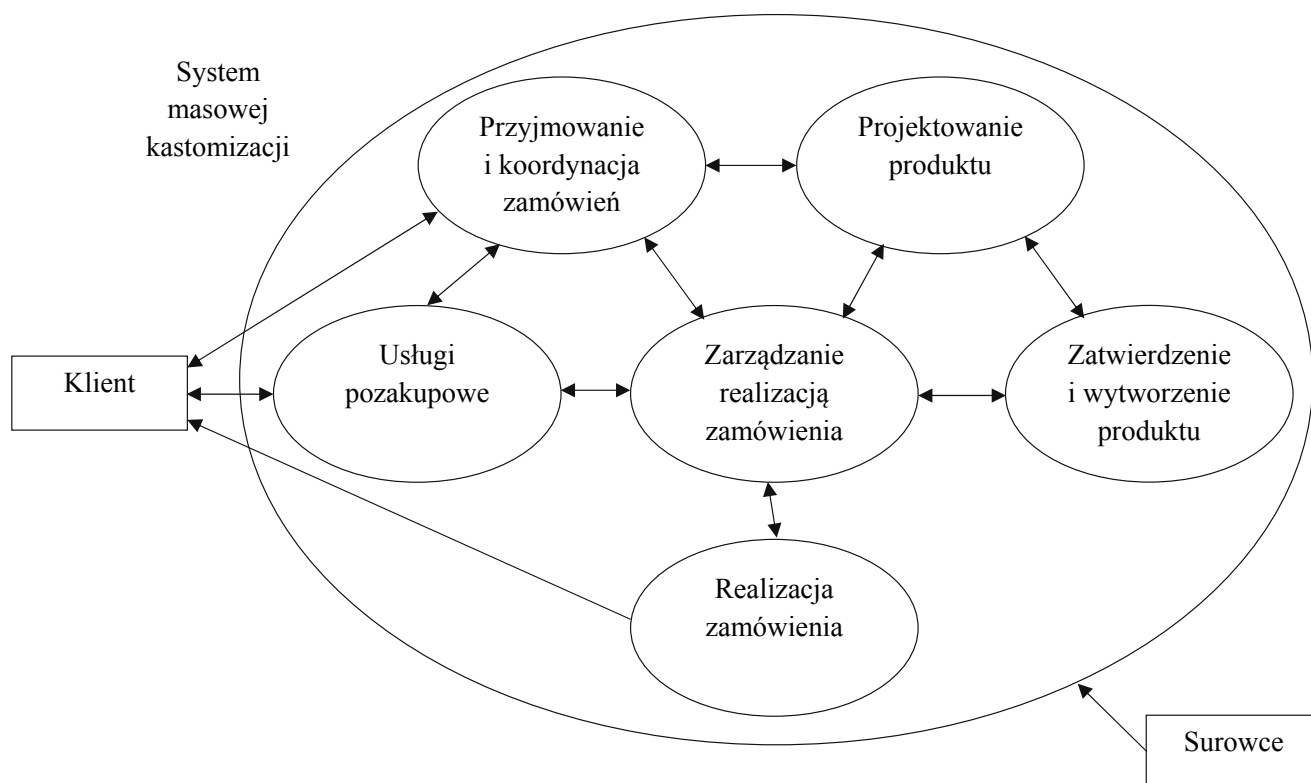 System
masowej
kastomizacji
Przyjmowanie
i koordynacja
zamówień
Projektowanie
produktu
Klient
Usługi
pozakupowe
Zarządzanie
realizacją
zamówienia
Zatwierdzenie
i wytworzenie
produktu
Realizacja
zamówienia
Surowce